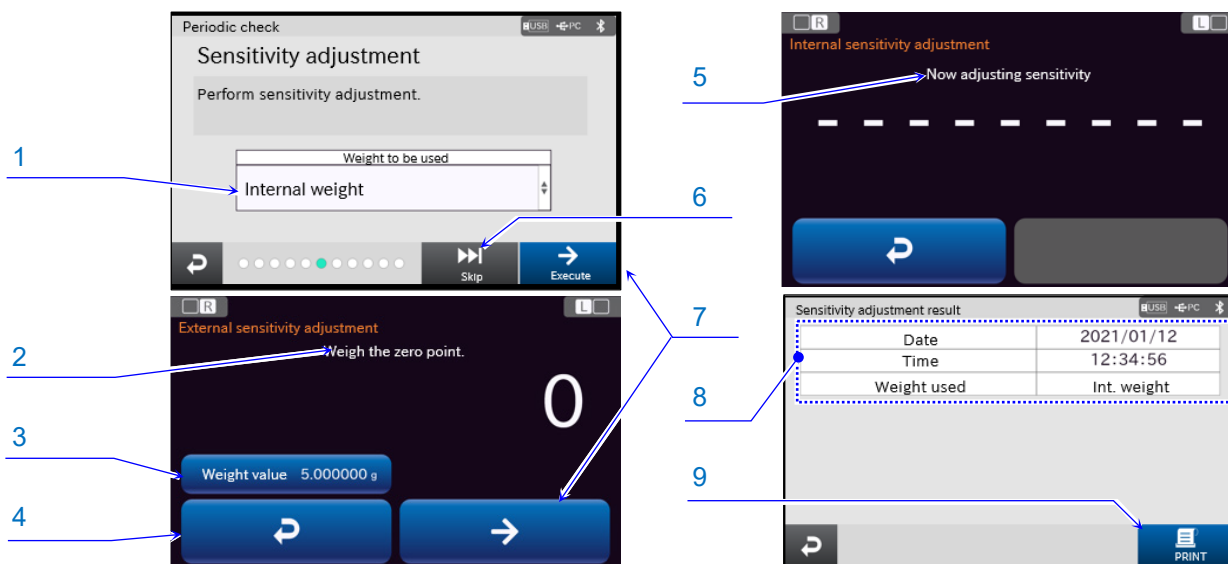 Periodic check
USB PC
Sensitivity adjustment
Perform sensitivity adjustment.
Weight to be used
Internal weight
Skip
Execute
1
R
L
External sensitivity adjustment
Weigh the zero point.
0
Weight value 5.000000 g
2
3
4
R
L
Internal sensitivity adjustment
Now adjusting sensitivity
5
6
7
Sensitivity adjustment result
USB PC
Date 2021/01/12
Time 12:34:56
Weight used Int. weight
8
9
PRINT